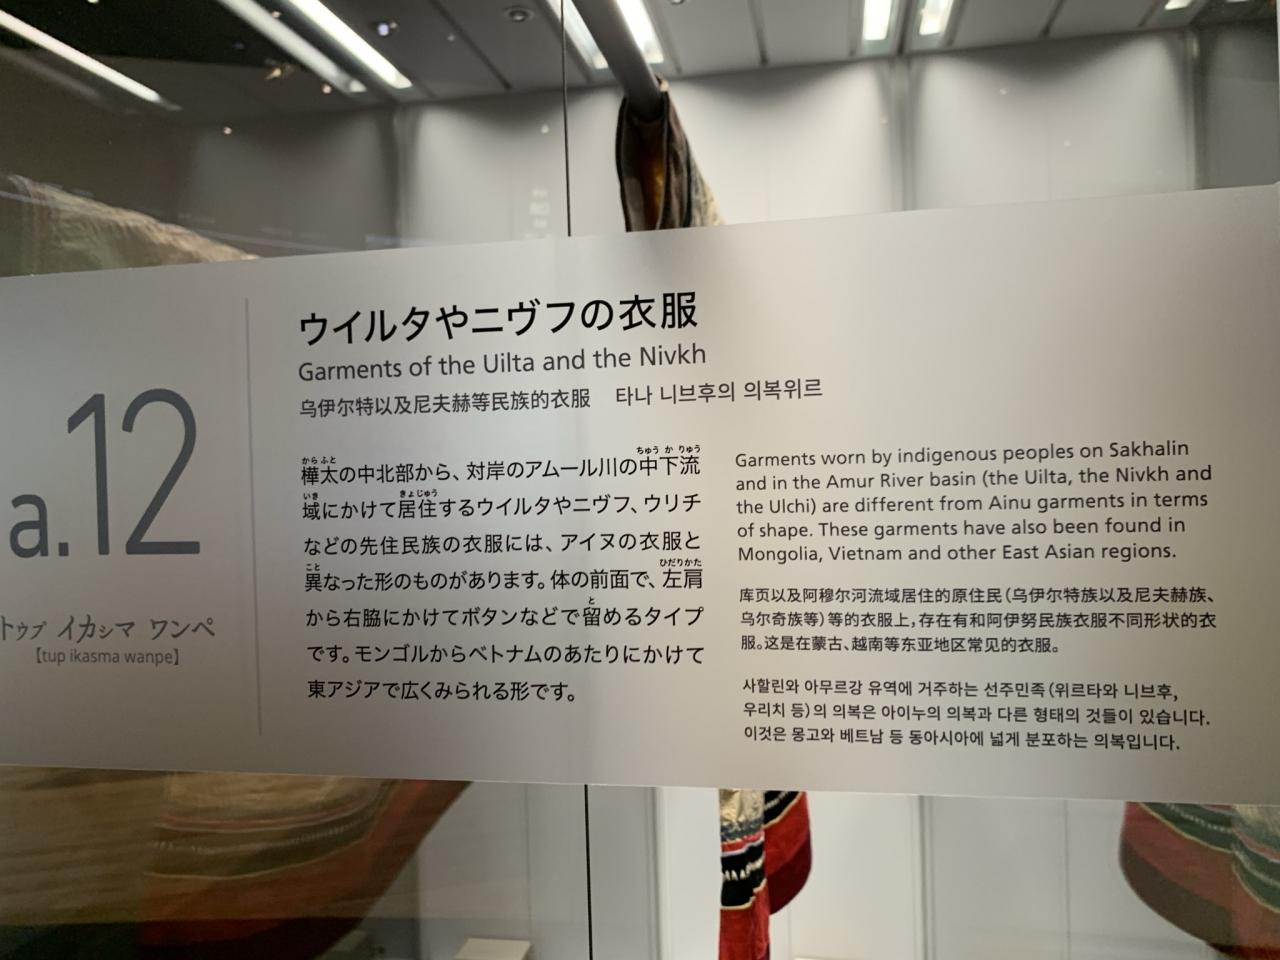 a.12
トゥㇷ゚ イカㇱマ ワンペ
【tup ikasma wanpe】
ウイルタやニヴフの衣服
Garments of the Uilta and the Nivkh
乌伊尔特以及尼夫赫等民族的衣服 타나 니브후의 의복위르
樺太の中北部から、対岸のアムール川の中下流
域にかけて居住するウイルタやニヴフ、ウリチ
などの先住民族の衣服には、アイヌの衣服と
異なった形のものがあります。体の前面で、左肩
から右脇にかけてボタンなどで留めるタイプ
です。モンゴルからベトナムのあたりにかけて
東アジアで広くみられる形です。
Garments worn by indigenous peoples on Sakhalin
and in the Amur River basin (the Uilta, the Nivkh and
the Ulchi) are different from Ainu garments in terms
of shape. These garments have also been found in
Mongolia, Vietnam and other East Asian regions.
库页以及阿穆尔河流域居住的原住民（乌伊尔特族以及尼夫赫族、
乌尔奇族等）等的衣服上，存在有和阿伊努民族衣服不同形状的衣
服。这是在蒙古、越南等东亚地区常见的衣服。
사할린와 아무르강 유역에 거주하는 선주민족（위르타와 니브후,
우리치 등）의 의복은 아이누의 의복과 다른 형태의 것들이 있습니다.
이것은 몽고와 베트남 등 동아시아에 넓게 분포하는 의복입니다.